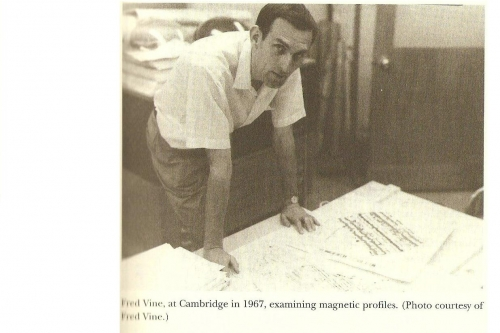 Fred Vine, at Cambridge in 1967, examining magnetic profiles. (Photo courtesy of
Fred Vine.)